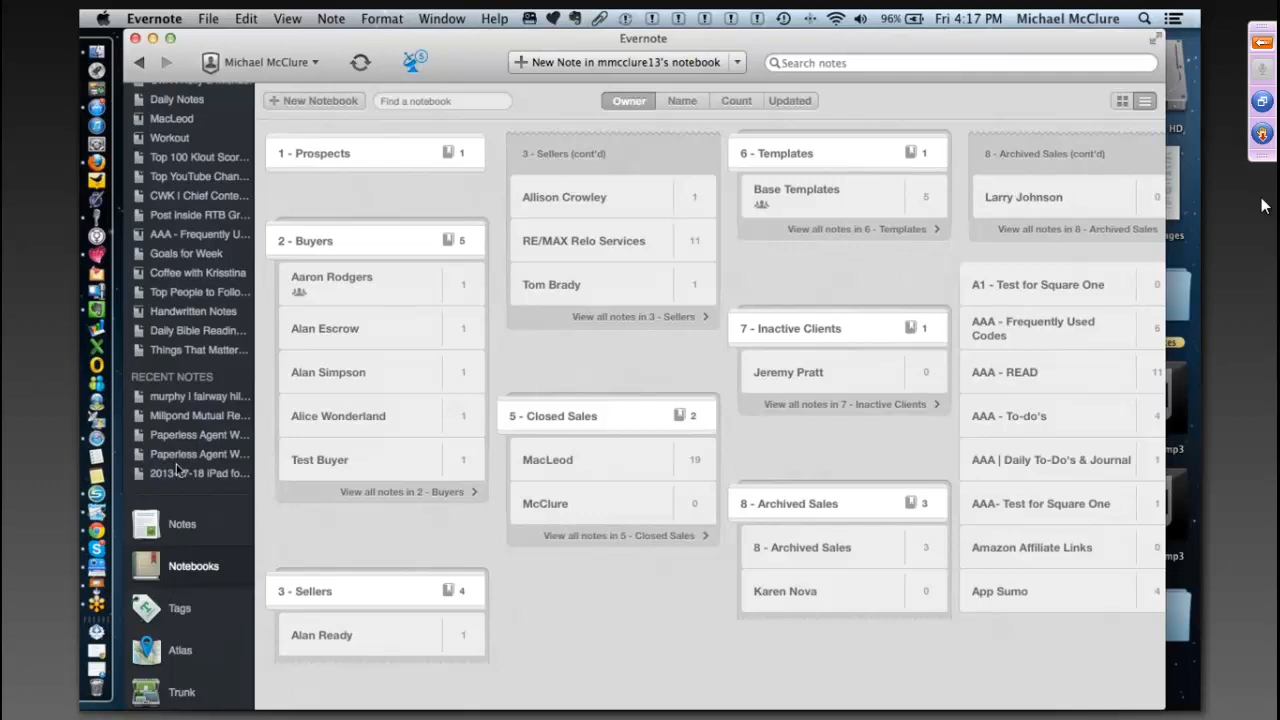 Evernote File Edit View Note Format Window Help 96% Fri 4:17 PM Michael McClure
Evernote
Michael McClure
5
New Note in mmcclure13's notebook
Search notes
Daily Notes
MacLeod
Workout
Top 100 Klout Scor...
Top YouTube Chan...
CWK | Chief Conte...
Post Inside RTB Gr...
AAA - Frequently U...
Goals for Week
Coffee with Krisstina
Top People to Follo...
Handwritten Notes
Daily Bible Readin...
Things That Matter...
RECENT NOTES
murphy l fairway hil...
Millpond Mutual Re...
Paperless Agent W...
Paperless Agent W...
2013-07-18 iPad fo...
Notes
Notebooks
Tags
Atlas
Trunk
+ New Notebook
Find a notebook
Owner Name Count Updated
1 - Prospects 1
2 - Buyers 5
Aaron Rodgers 1
Alan Escrow 1
Alan Simpson 1
Alice Wonderland 1
Test Buyer 1
View all notes in 2 - Buyers
3 - Sellers 4
Alan Ready 1
3 - Sellers (cont'd)
Allison Crowley 1
RE/MAX Relo Services 11
Tom Brady 1
View all notes in 3 - Sellers
5 - Closed Sales 2
MacLeod 19
McClure 0
View all notes in 5 - Closed Sales
6 - Templates 1
Base Templates 5
View all notes in 6 - Templates
7 - Inactive Clients 1
Jeremy Pratt 0
View all notes in 7 - Inactive Clients
8 - Archived Sales 3
8 - Archived Sales 3
Karen Nova 0
8 - Archived Sales (cont'd)
Larry Johnson 0
View all notes in 8 - Archived Sales
A1 - Test for Square One 0
AAA - Frequently Used
Codes 6
AAA - READ 11
AAA - To-do's 4
AAA | Daily To-Do's & Journal 1
AAA- Test for Square One 1
Amazon Affiliate Links 0
App Sumo 4
HD
ages
mp3
mp3